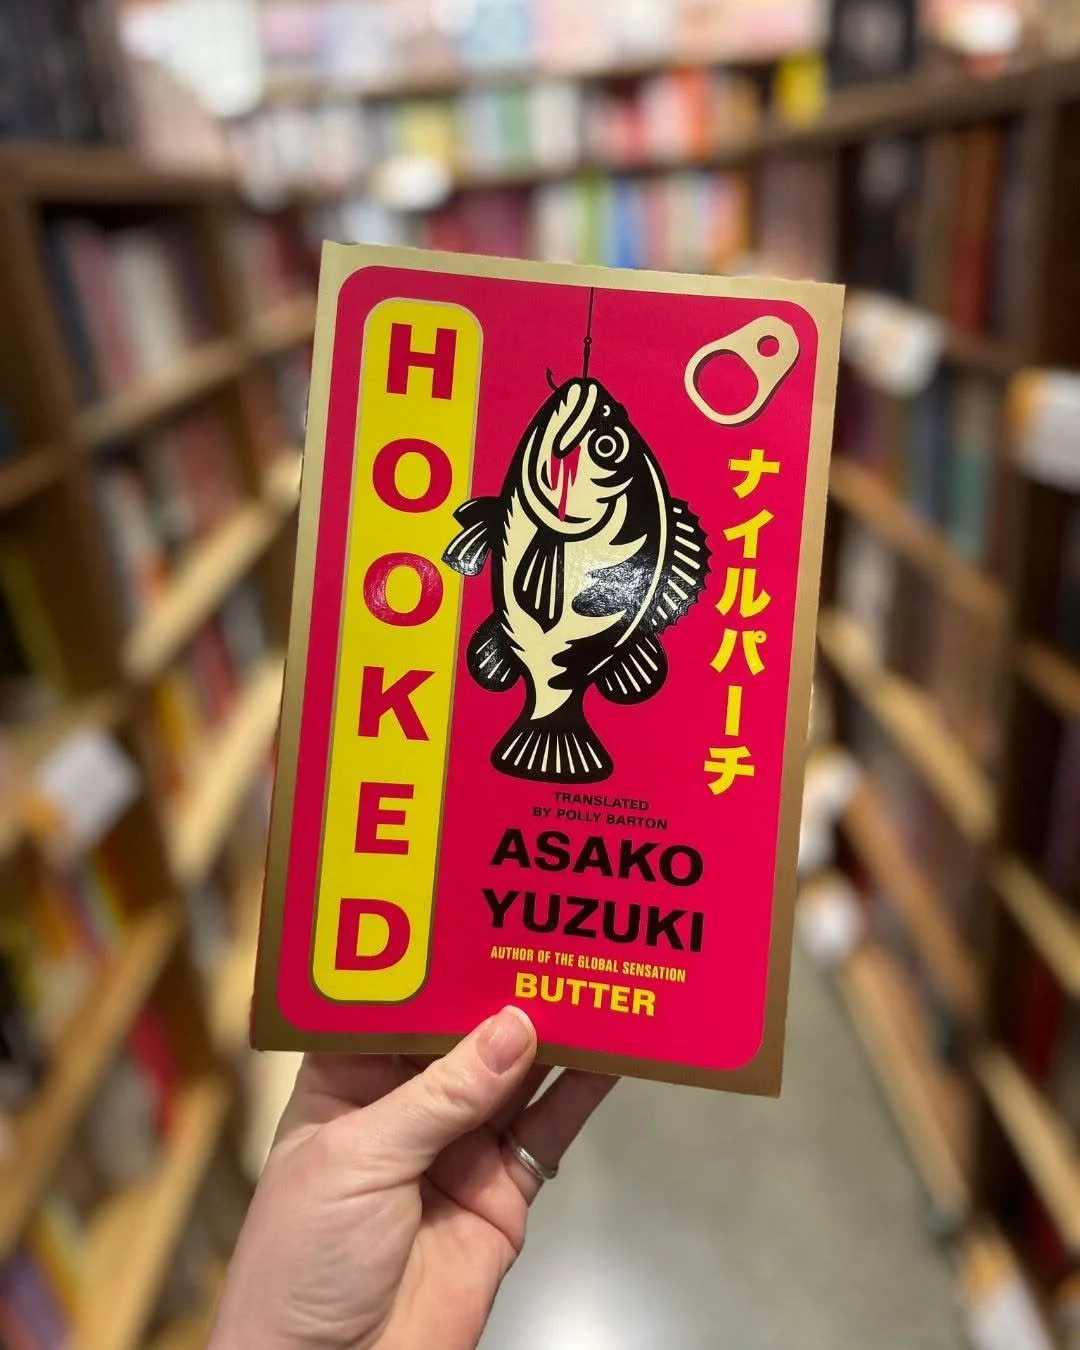 HOOKED
ナイルパーチ
TRANSLATED
BY POLLY BARTON
ASAKO
YUZUKI
AUTHOR OF THE GLOBAL SENSATION
BUTTER